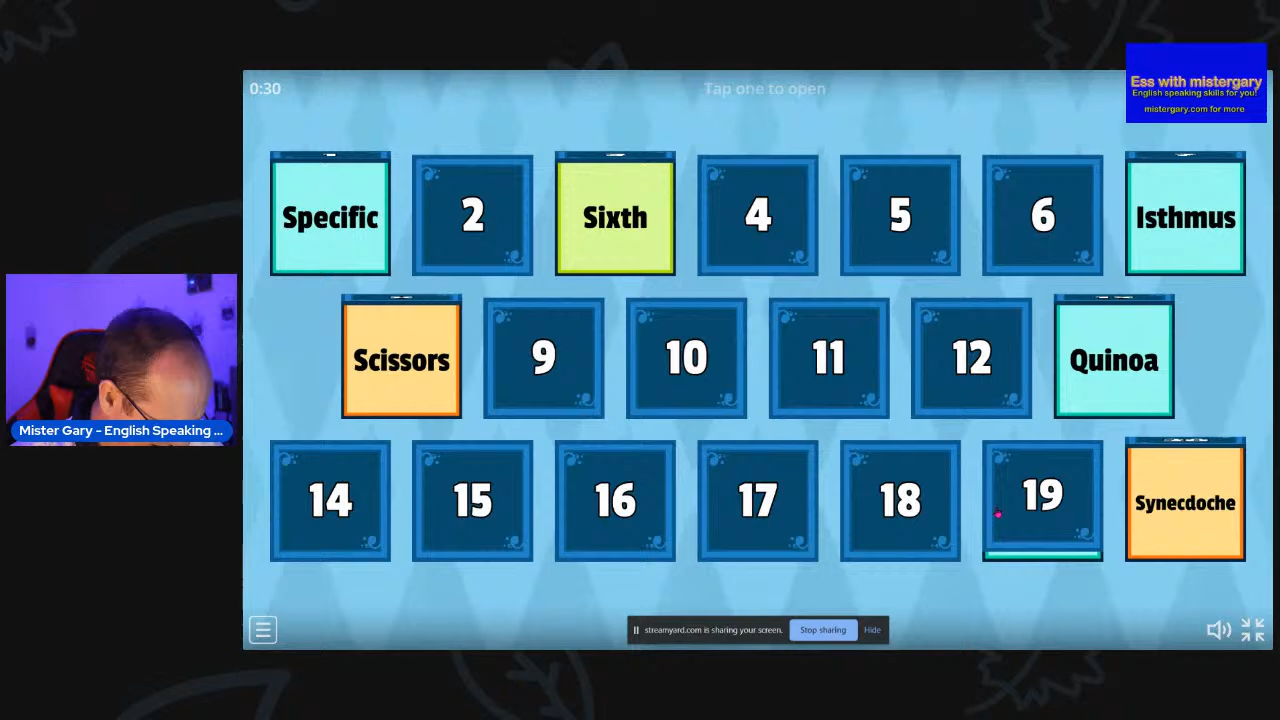 0:30
Tap one to open
Ess with mistergary
English speaking skills for you!
mistergary.com for more
Specific
2
Sixth
4
5
6
Isthmus
Scissors
9
10
11
12
Quinoa
Mister Gary - English Speaking ...
14
15
16
17
18
19
Synecdoche
streamyard.com is sharing your screen.
Stop sharing
Hide